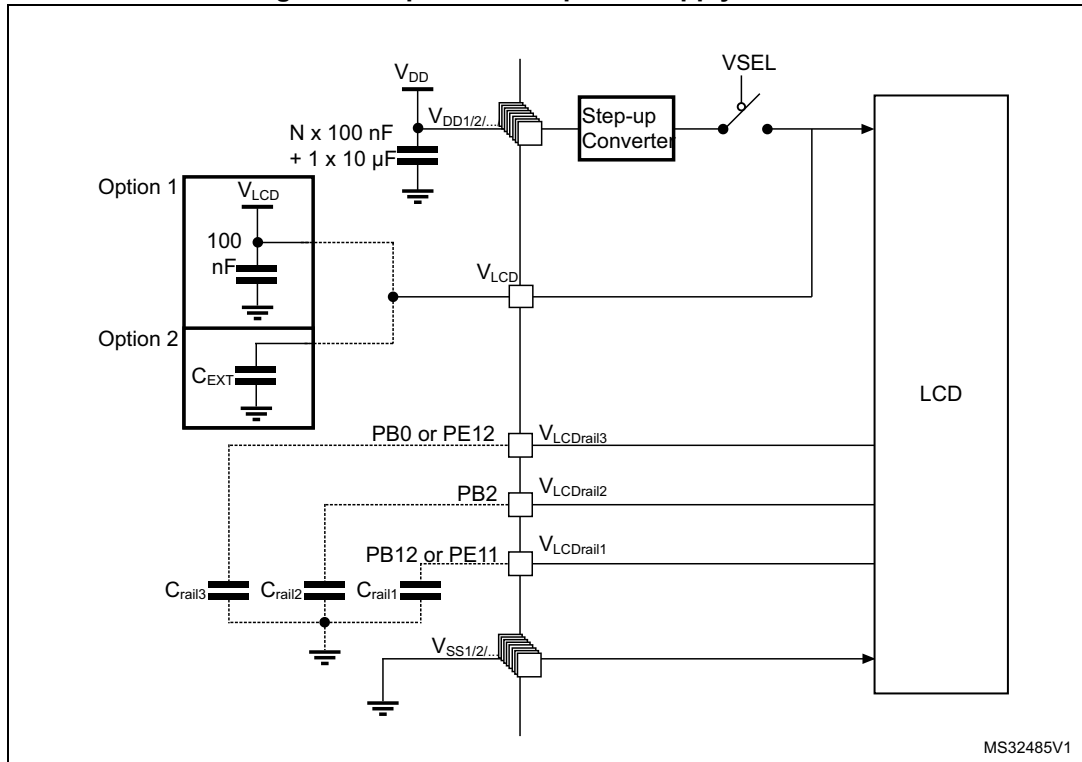 VSEL
VDD
VDD1/2/...
Step-up
Converter
N x 100 nF
+ 1 x 10 µF
Option 1
VLCD
100
nF
VLCD
Option 2
CEXT
LCD
PB0 or PE12
VLCDrail3
PB2
VLCDrail2
PB12 or PE11
VLCDrail1
Crail3
Crail2
Crail1
VSS1/2/...
MS32485V1